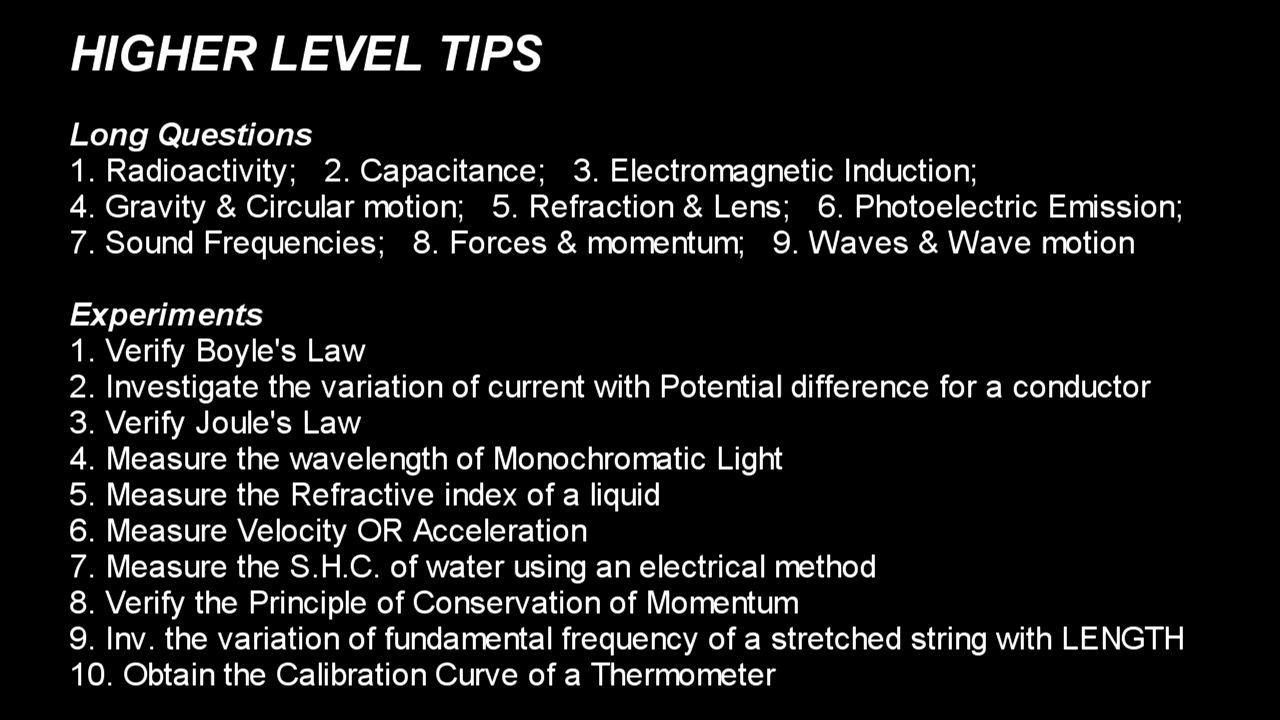 HIGHER LEVEL TIPS
Long Questions
1. Radioactivity;   2. Capacitance;   3. Electromagnetic Induction;
4. Gravity & Circular motion;   5. Refraction & Lens;   6. Photoelectric Emission;
7. Sound Frequencies;   8. Forces & momentum;   9. Waves & Wave motion
Experiments
1. Verify Boyle's Law
2. Investigate the variation of current with Potential difference for a conductor
3. Verify Joule's Law
4. Measure the wavelength of Monochromatic Light
5. Measure the Refractive index of a liquid
6. Measure Velocity OR Acceleration
7. Measure the S.H.C. of water using an electrical method
8. Verify the Principle of Conservation of Momentum
9. Inv. the variation of fundamental frequency of a stretched string with LENGTH
10. Obtain the Calibration Curve of a Thermometer